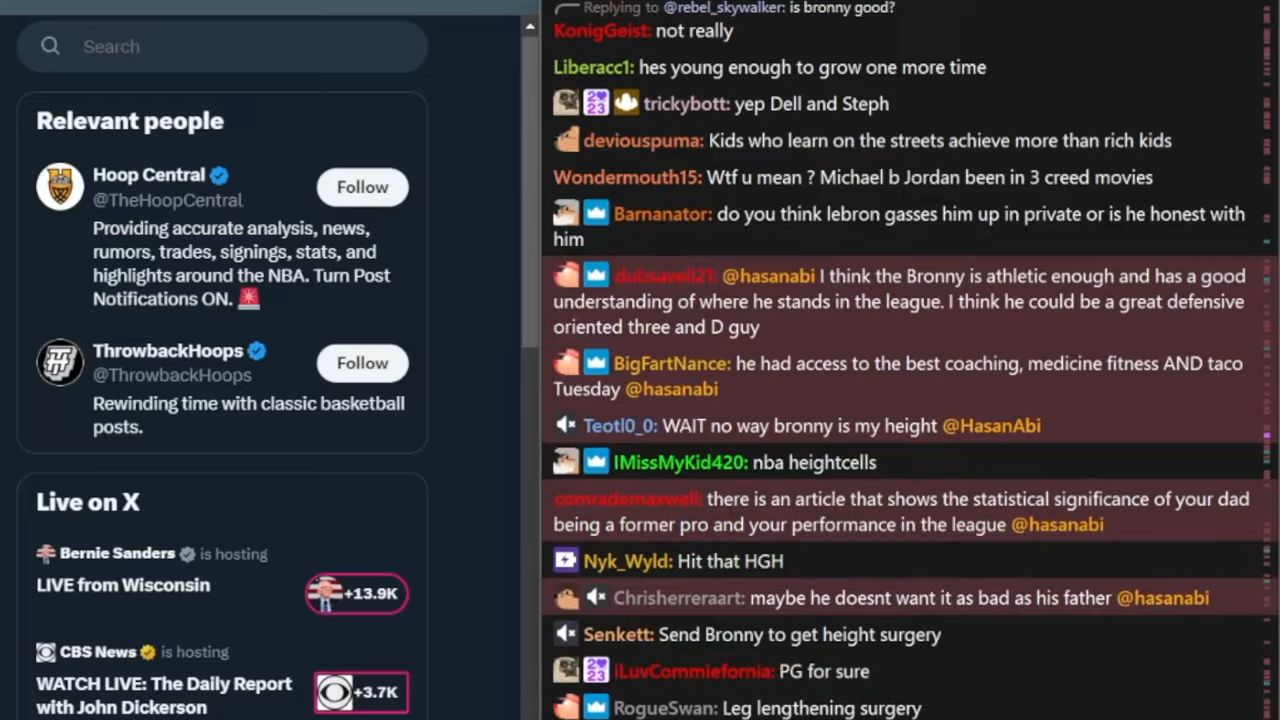 Search
Relevant people
Hoop Central
@TheHoopCentral
Follow
Providing accurate analysis, news,
rumors, trades, signings, stats, and
highlights around the NBA. Turn Post
Notifications ON.
ThrowbackHoops
@ThrowbackHoops
Follow
Rewinding time with classic basketball
posts.
Live on X
Bernie Sanders is hosting
LIVE from Wisconsin
+13.9K
CBS News is hosting
WATCH LIVE: The Daily Report
with John Dickerson
+3.7K
Replying to @rebel_skywalker: is bronny good?
KonigGeist: not really
Liberacc1: hes young enough to grow one more time
trickybott: yep Dell and Steph
deviouspuma: Kids who learn on the streets achieve more than rich kids
Wondermouth15: Wtf u mean ? Michael b Jordan been in 3 creed movies
Barnanator: do you think lebron gasses him up in private or is he honest with
him
dubsavell21: @hasanabi I think the Bronny is athletic enough and has a good
understanding of where he stands in the league. I think he could be a great defensive
oriented three and D guy
BigFartNance: he had access to the best coaching, medicine fitness AND taco
Tuesday @hasanabi
Teotl0_0: WAIT no way bronny is my height @HasanAbi
IMissMyKid420: nba heightcells
comrademaxwell: there is an article that shows the statistical significance of your dad
being a former pro and your performance in the league @hasanabi
Nyk_Wyld: Hit that HGH
Chrisherreraart: maybe he doesnt want it as bad as his father @hasanabi
Senkett: Send Bronny to get height surgery
iLuvCommiefornia: PG for sure
RogueSwan: Leg lengthening surgery